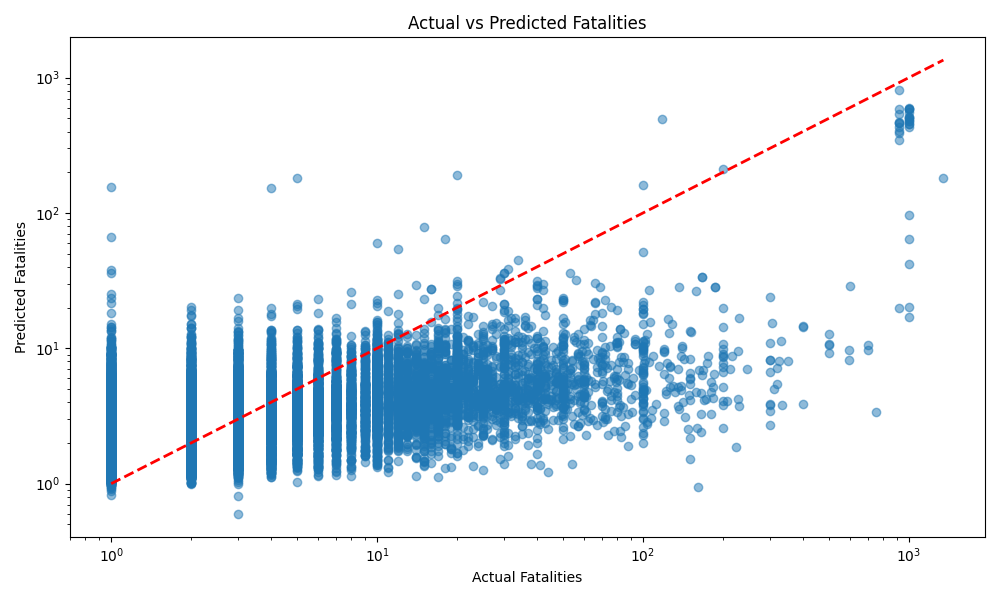 Actual vs Predicted Fatalities
Predicted Fatalities
10³
10²
10¹
10⁰
10⁰ 10¹ 10² 10³
Actual Fatalities